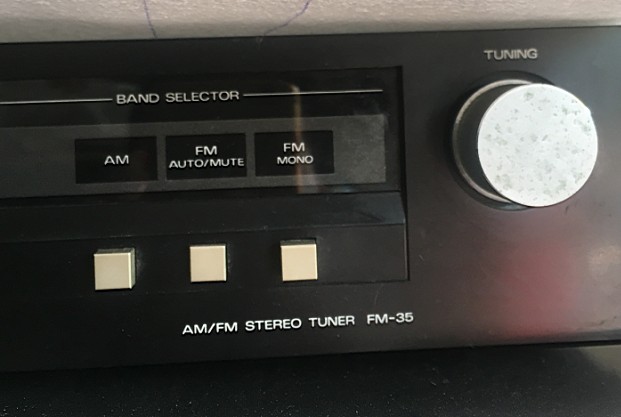 TUNING
BAND SELECTOR
AM
FM
AUTO/MUTE
FM
MONO
AM/FM STEREO TUNER FM-35